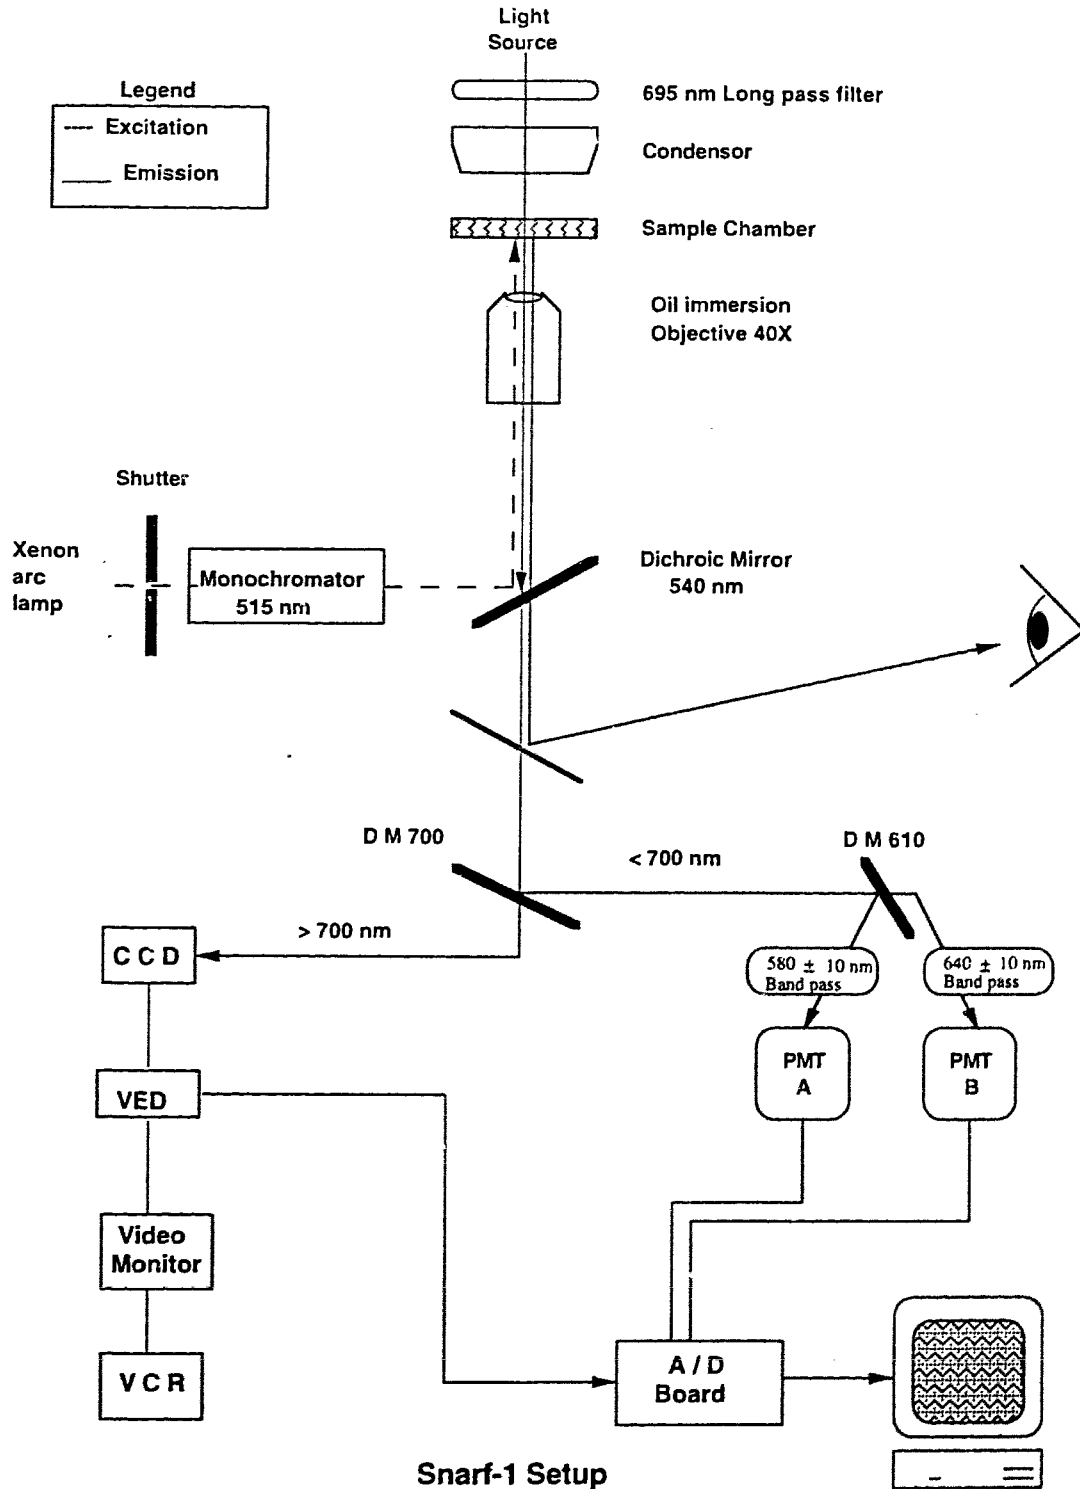 Light
Source
Legend
Excitation
Emission
695 nm Long pass filter
Condensor
Sample Chamber
Oil immersion
Objective 40X
Shutter
Xenon
arc
lamp
Monochromator
515 nm
Dichroic Mirror
540 nm
D M 700
< 700 nm
D M 610
> 700 nm
C C D
580 ± 10 nm
Band pass
640 ± 10 nm
Band pass
PMT
A
PMT
B
VED
Video
Monitor
V C R
A / D
Board
Snarf-1 Setup